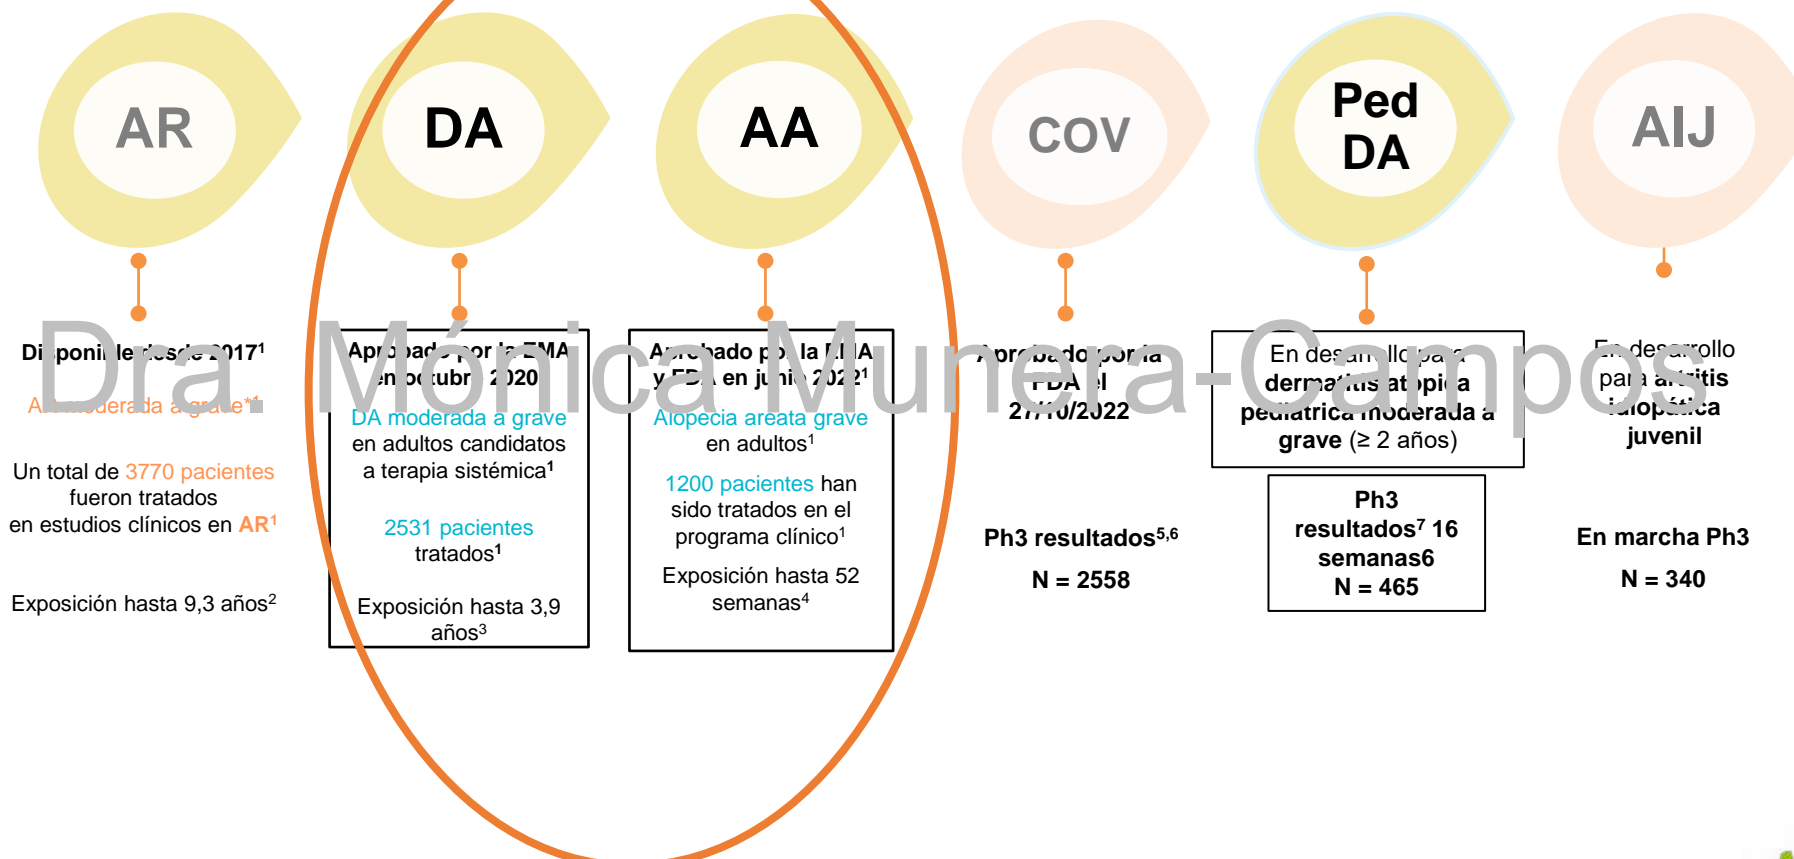 AR
DA
AA
COV
Ped
DA
AIJ
Disponible desde 2017¹
AR moderada a grave*¹
Un total de 3770 pacientes
fueron tratados
en estudios clínicos en AR¹
Exposición hasta 9,3 años²
Aprobado por la EMA
en octubre 2020
DA moderada a grave
en adultos candidatos
a terapia sistémica¹
2531 pacientes
tratados¹
Exposición hasta 3,9
años³
Aprobado por la EMA
y FDA en junio 2022¹
Alopecia areata grave
en adultos¹
1200 pacientes han
sido tratados en el
programa clínico¹
Exposición hasta 52
semanas⁴
Aprobado por la
FDA el
27/10/2022
Ph3 resultados⁵,⁶
N = 2558
En desarrollo para
dermatitis atópica
pediátrica moderada a
grave (≥ 2 años)
Ph3
resultados⁷ 16
semanas6
N = 465
En desarrollo
para artritis
idiopática
juvenil
En marcha Ph3
N = 340
Dra. Mónica Munera-Campos